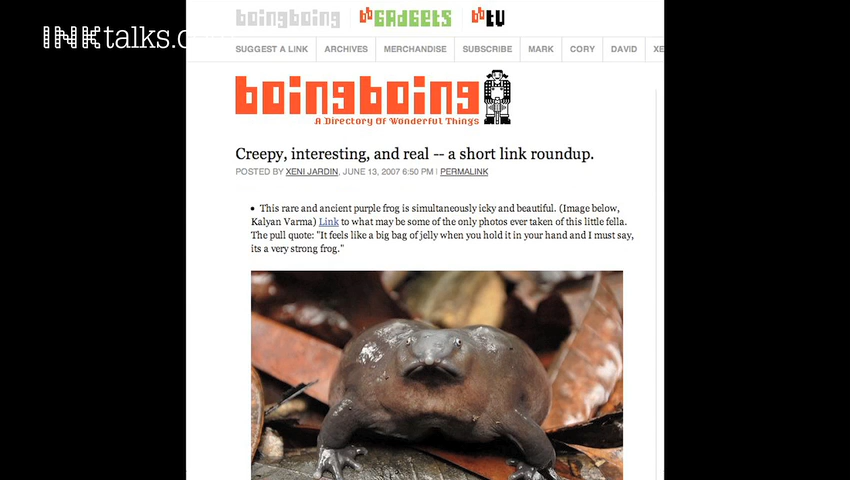 INKtalks.
boingboing bb GADGETS bb tv
SUGGEST A LINK ARCHIVES MERCHANDISE SUBSCRIBE MARK CORY DAVID XE
boingboing
A Directory Of Wonderful Things
Creepy, interesting, and real -- a short link roundup.
POSTED BY XENI JARDIN, JUNE 13, 2007 6:50 PM | PERMALINK
• This rare and ancient purple frog is simultaneously icky and beautiful. (Image below,
Kalyan Varma) Link to what may be some of the only photos ever taken of this little fella.
The pull quote: "It feels like a big bag of jelly when you hold it in your hand and I must say,
its a very strong frog."